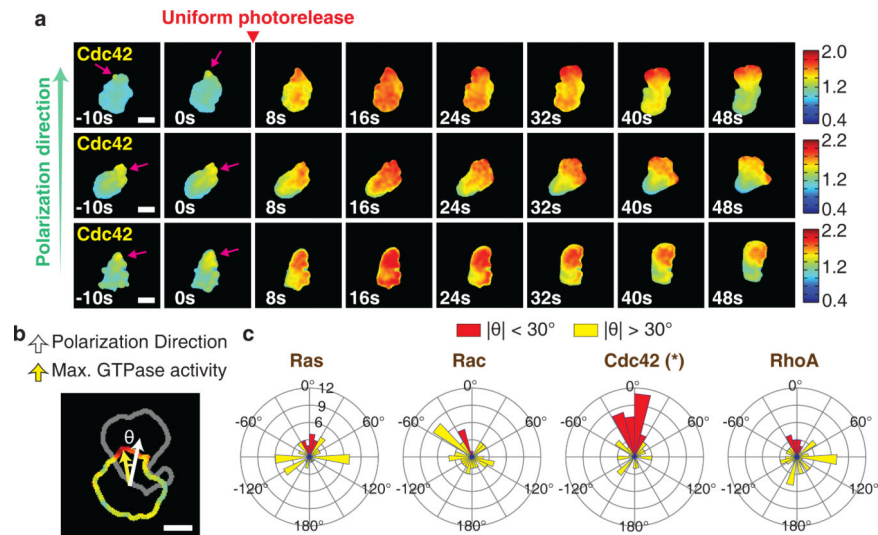 Uniform photorelease
a
Polarization direction
Cdc42
-10s 0s 8s 16s 24s 32s 40s 48s
2.0
1.2
0.4
Cdc42
-10s 0s 8s 16s 24s 32s 40s 48s
2.2
1.2
0.4
Cdc42
-10s 0s 8s 16s 24s 32s 40s 48s
2.2
1.2
0.4
b
Polarization Direction
Max. GTPase activity
θ
c
|θ| < 30° |θ| > 30°
Ras Rac Cdc42 (*) RhoA
0° 0° 0° 0°
12
9
6
-60° 60° -60° 60° -60° 60° -60° 60°
-120° 120° -120° 120° -120° 120° -120° 120°
180° 180° 180° 180°